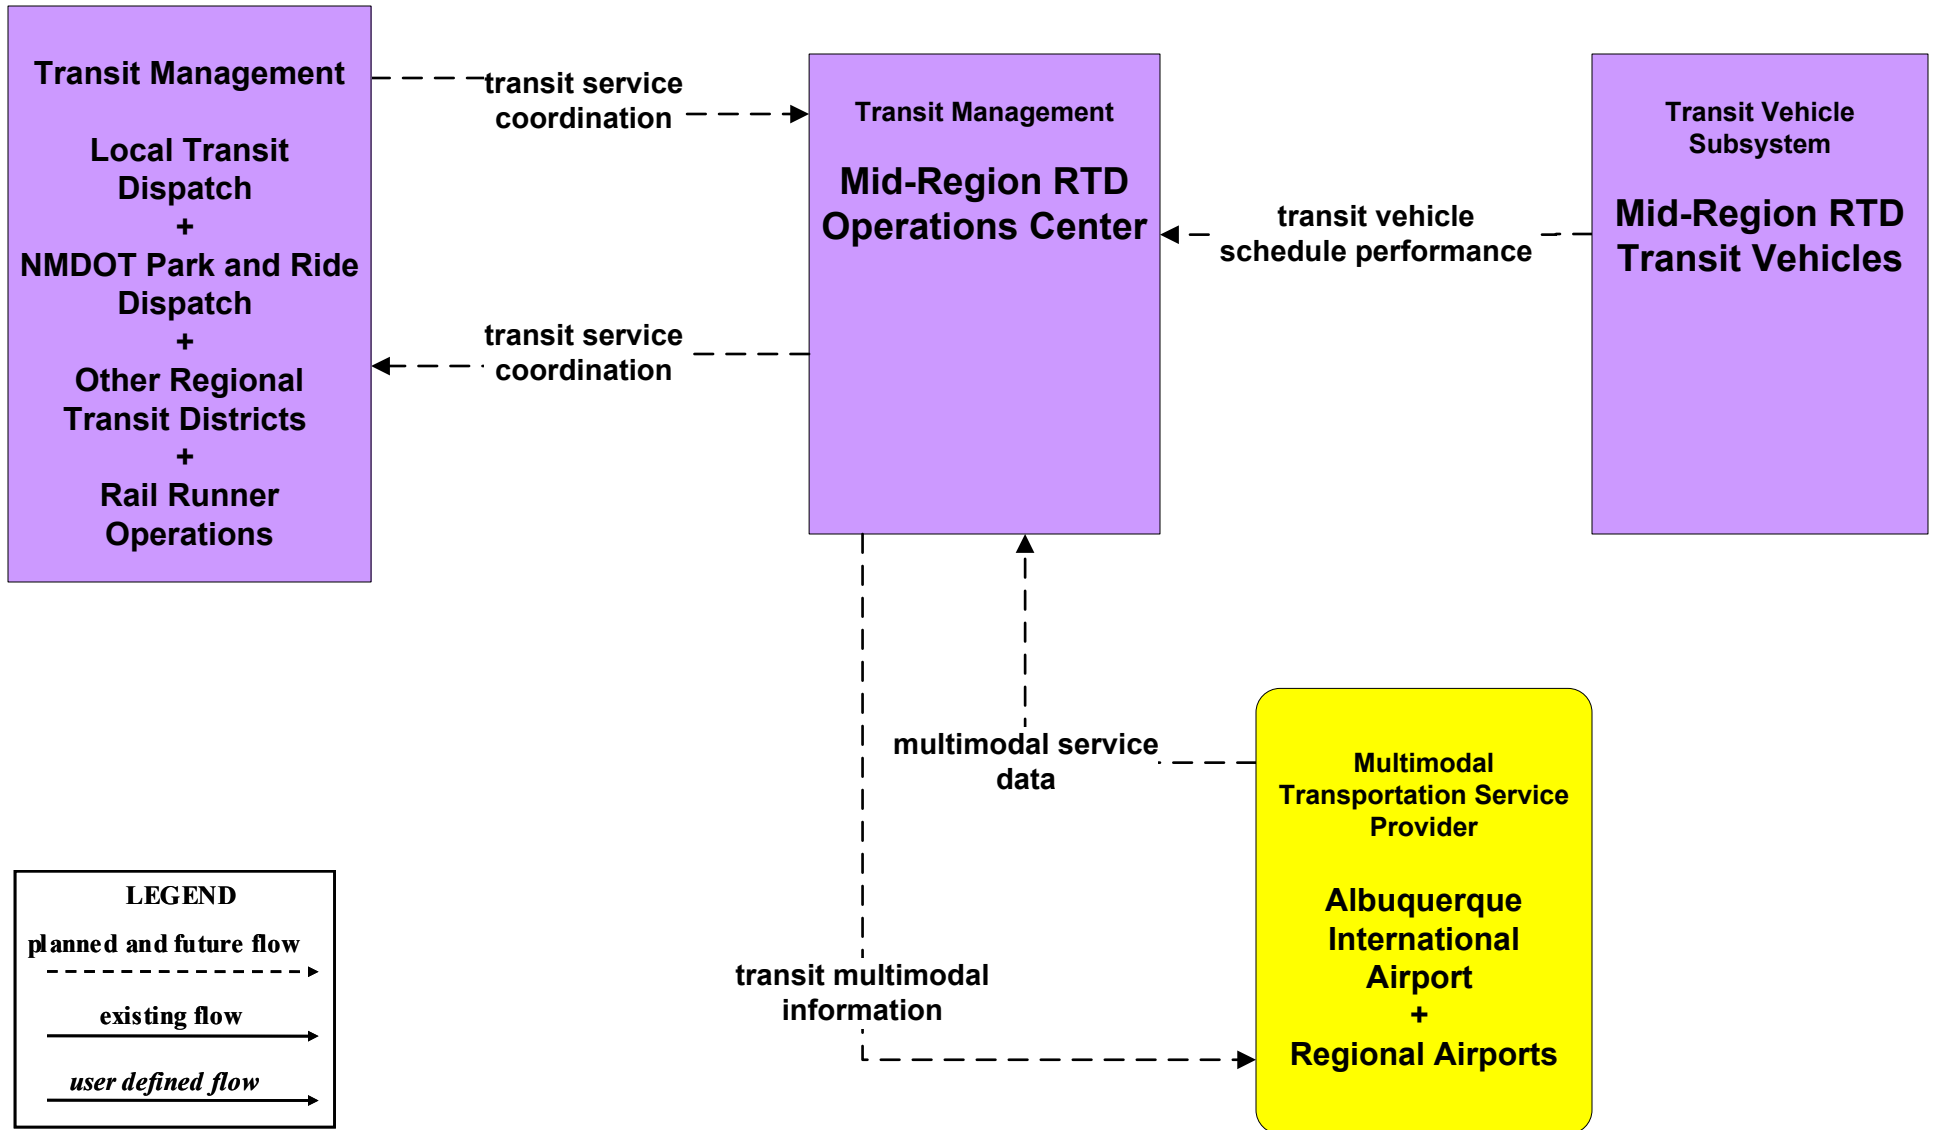 Transit Management
Local Transit
Dispatch
+
NMDOT Park and Ride
Dispatch
+
Other Regional
Transit Districts
+
Rail Runner
Operations
transit service
coordination
transit service
coordination
Transit Management
Mid-Region RTD
Operations Center
transit vehicle
schedule performance
Transit Vehicle
Subsystem
Mid-Region RTD
Transit Vehicles
multimodal service
data
transit multimodal
information
Multimodal
Transportation Service
Provider
Albuquerque
International
Airport
+
Regional Airports
LEGEND
planned and future flow
existing flow
user defined flow